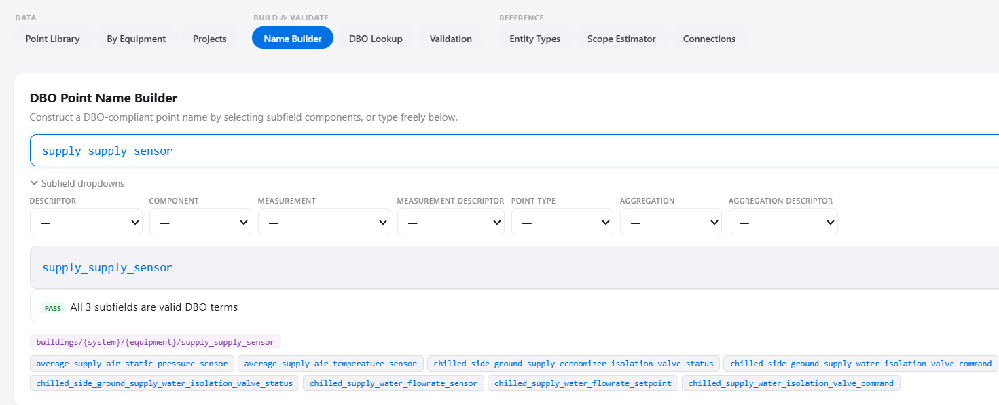 DATA BUILD & VALIDATE REFERENCE
Point Library By Equipment Projects Name Builder DBO Lookup Validation Entity Types Scope Estimator Connections
DBO Point Name Builder
Construct a DBO-compliant point name by selecting subfield components, or type freely below.
supply_supply_sensor
Subfield dropdowns
DESCRIPTOR COMPONENT MEASUREMENT MEASUREMENT DESCRIPTOR POINT TYPE AGGREGATION AGGREGATION DESCRIPTOR
— — — — — — —
supply_supply_sensor
PASS All 3 subfields are valid DBO terms
buildings/{system}/{equipment}/supply_supply_sensor
average_supply_air_static_pressure_sensor average_supply_air_temperature_sensor chilled_side_ground_supply_economizer_isolation_valve_status chilled_side_ground_supply_water_isolation_valve_command
chilled_side_ground_supply_water_isolation_valve_status chilled_supply_water_flowrate_sensor chilled_supply_water_flowrate_setpoint chilled_supply_water_isolation_valve_command